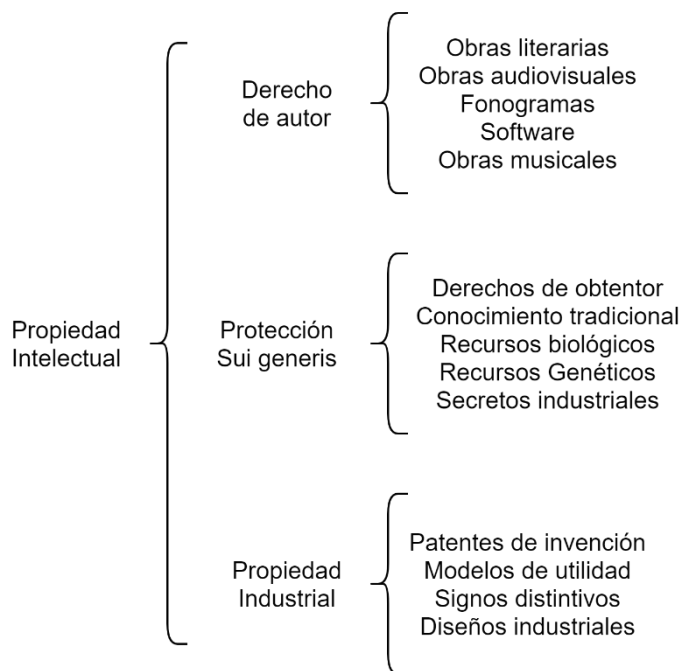 Propiedad
Intelectual
Derecho
de autor
Obras literarias
Obras audiovisuales
Fonogramas
Software
Obras musicales
Protección
Sui generis
Derechos de obtentor
Conocimiento tradicional
Recursos biológicos
Recursos Genéticos
Secretos industriales
Propiedad
Industrial
Patentes de invención
Modelos de utilidad
Signos distintivos
Diseños industriales